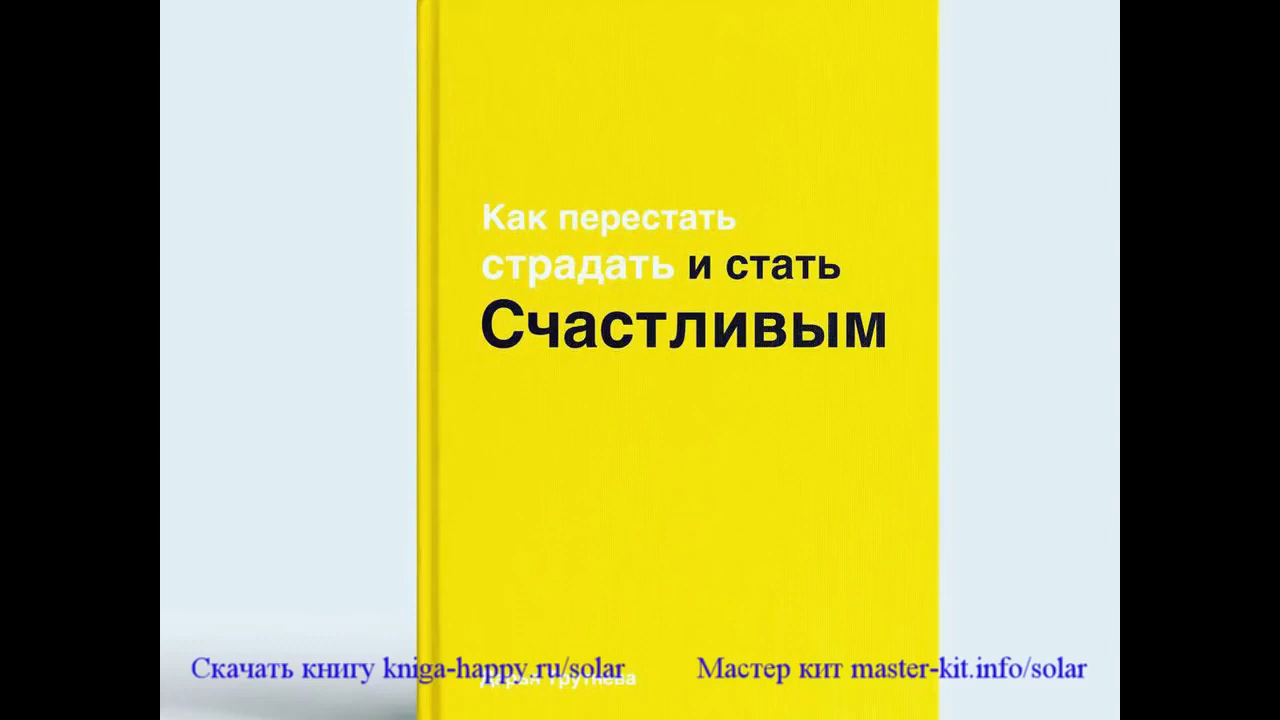 Как перестать
страдать и стать
Счастливым
Скачать книгу kniga-happy.ru/solar Мастер кит master-kit.info/solar